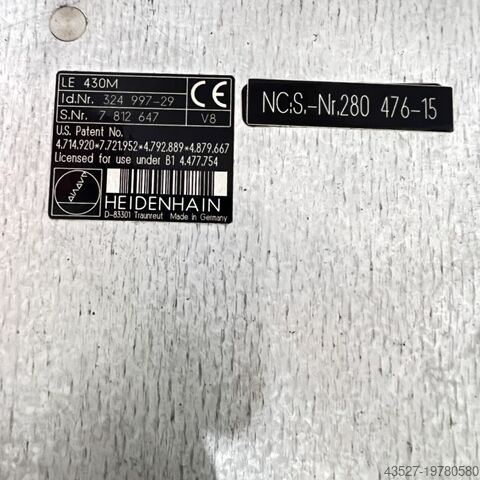 LE 430M
Id.Nr. 324 997-29
S.Nr. 7 812 647 V8
U.S. Patent No.
4.714.920*7.721.952*4.792.889*4.879.667
Licensed for use under B1 4.477.754
HEIDENHAIN
D-83301 Traunreut Made in Germany
CE
NC.S.-Nr.280 476-15
43527-19780580